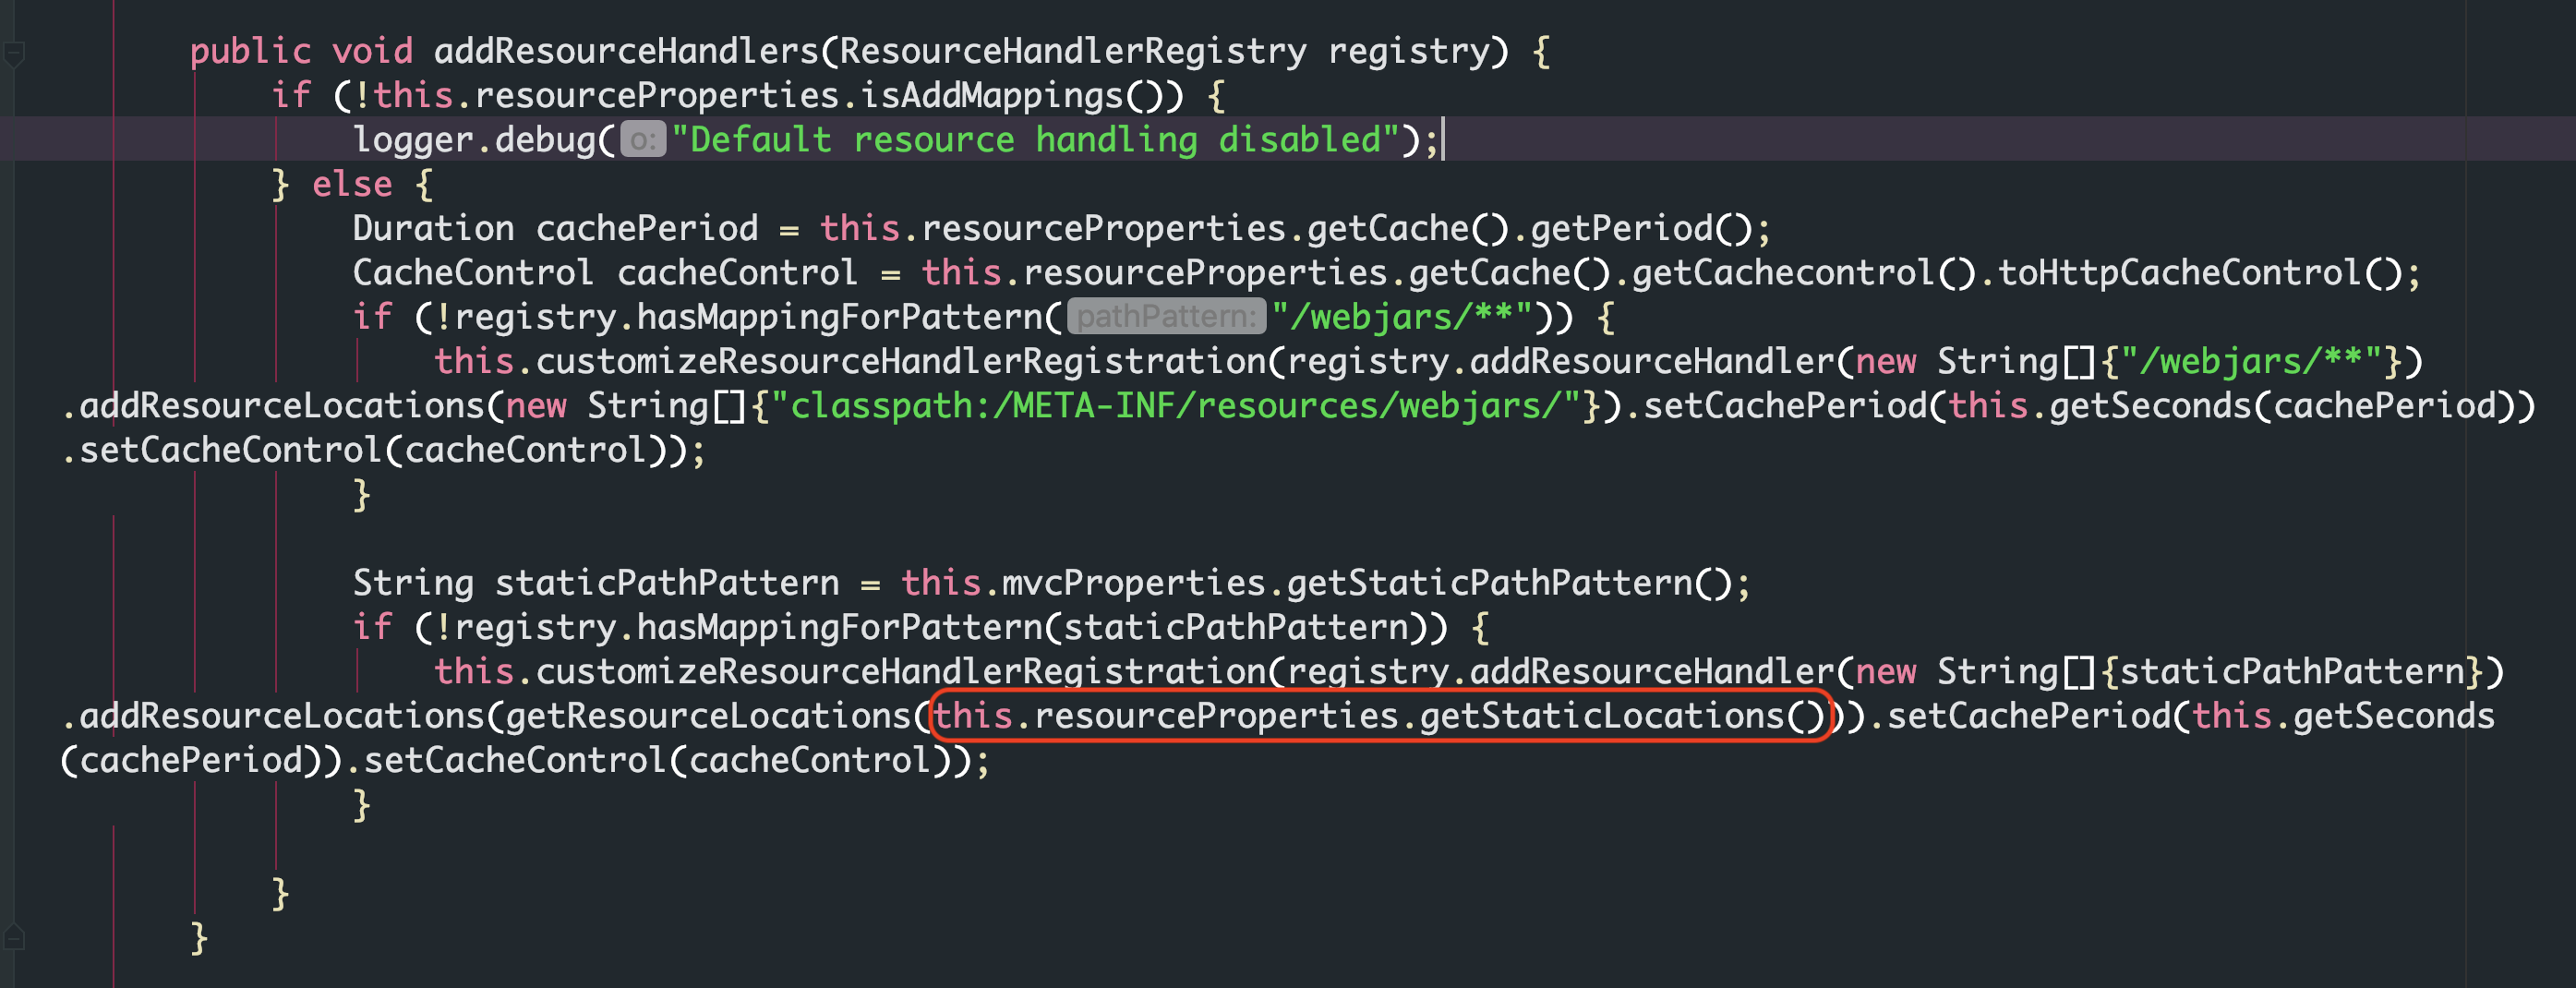 public void addResourceHandlers(ResourceHandlerRegistry registry) {
if (!this.resourceProperties.isAddMappings()) {
logger.debug( o: "Default resource handling disabled");
} else {
Duration cachePeriod = this.resourceProperties.getCache().getPeriod();
CacheControl cacheControl = this.resourceProperties.getCache().getCachecontrol().toHttpCacheControl();
if (!registry.hasMappingForPattern( pathPattern: "/webjars/**")) {
this.customizeResourceHandlerRegistration(registry.addResourceHandler(new String[]{"/webjars/**"})
.addResourceLocations(new String[]{"classpath:/META-INF/resources/webjars/"}).setCachePeriod(this.getSeconds(cachePeriod))
.setCacheControl(cacheControl));
}
String staticPathPattern = this.mvcProperties.getStaticPathPattern();
if (!registry.hasMappingForPattern(staticPathPattern)) {
this.customizeResourceHandlerRegistration(registry.addResourceHandler(new String[]{staticPathPattern})
.addResourceLocations(getResourceLocations(this.resourceProperties.getStaticLocations())).setCachePeriod(this.getSeconds
(cachePeriod)).setCacheControl(cacheControl));
}
}
}